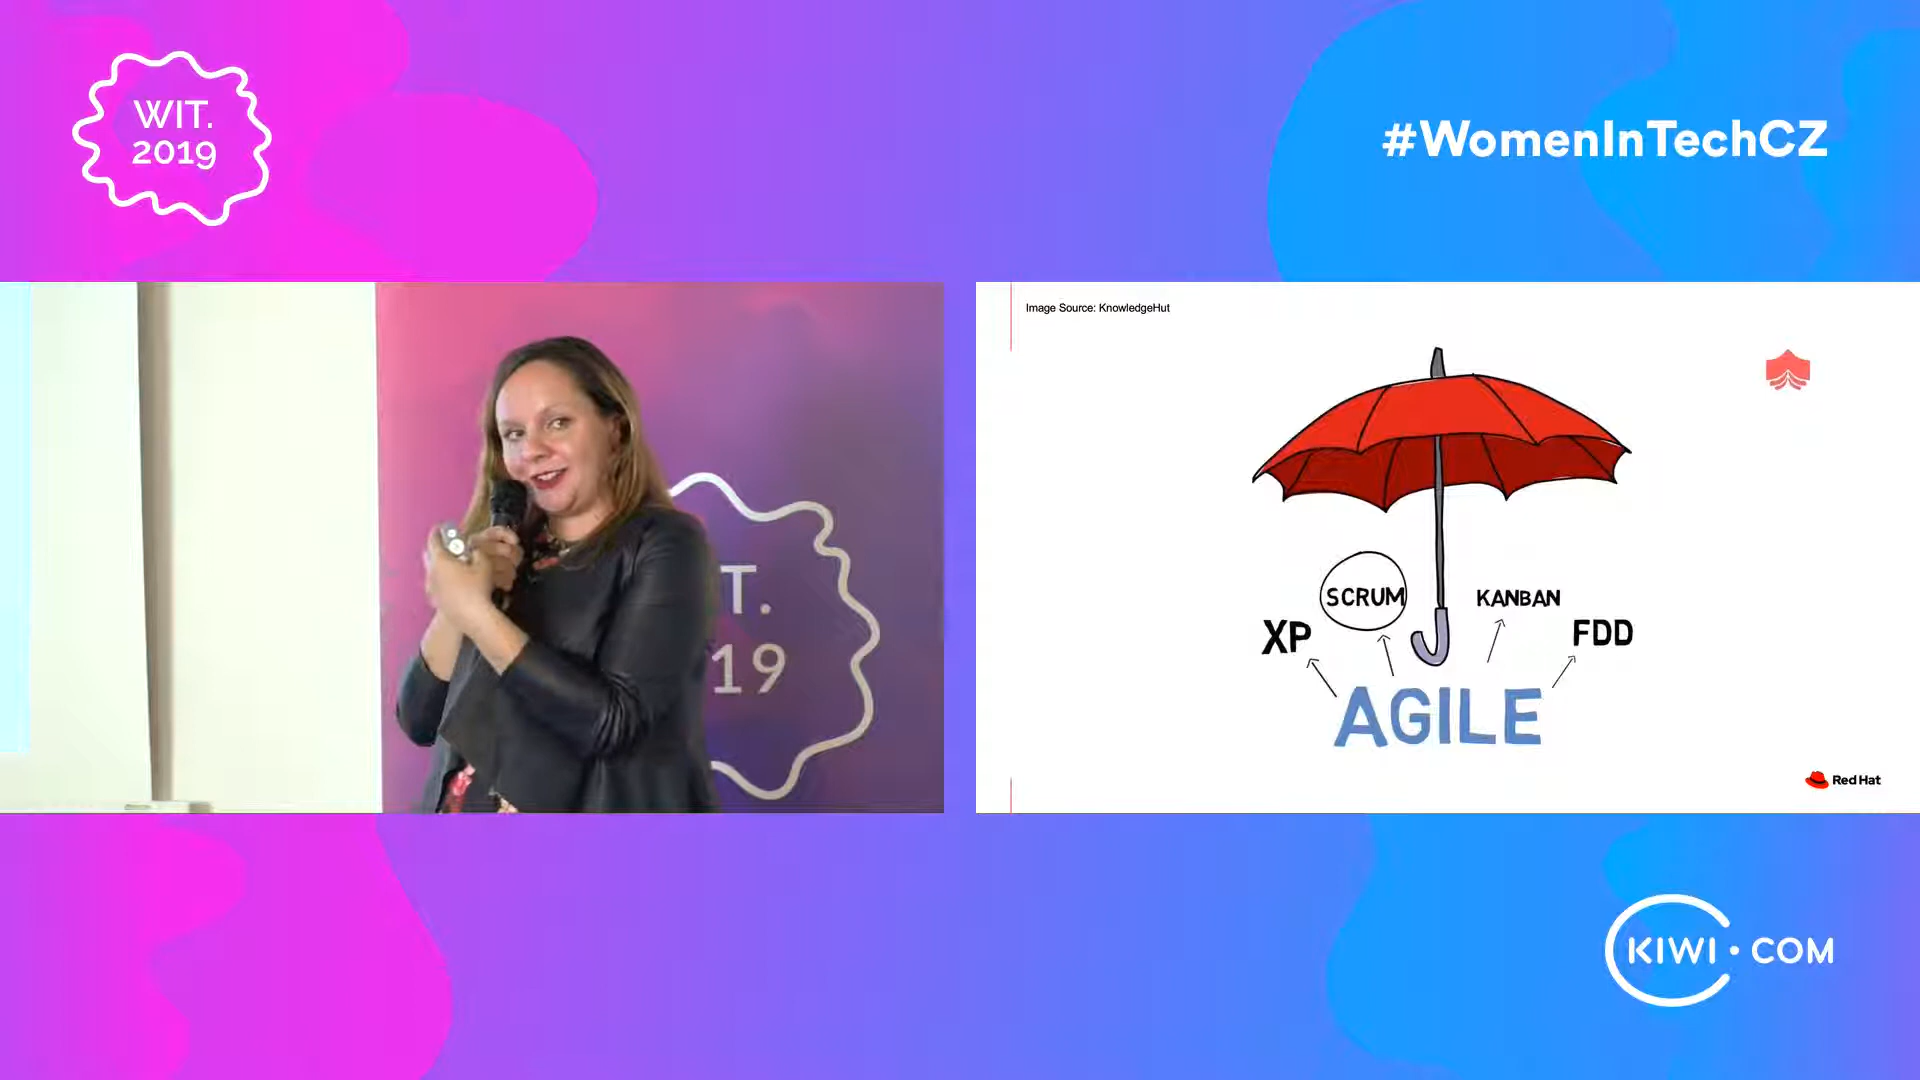 WIT.
2019
#WomenInTechCZ
T.
19
Image Source: KnowledgeHut
SCRUM
KANBAN
XP
FDD
AGILE
Red Hat
KIWI.COM